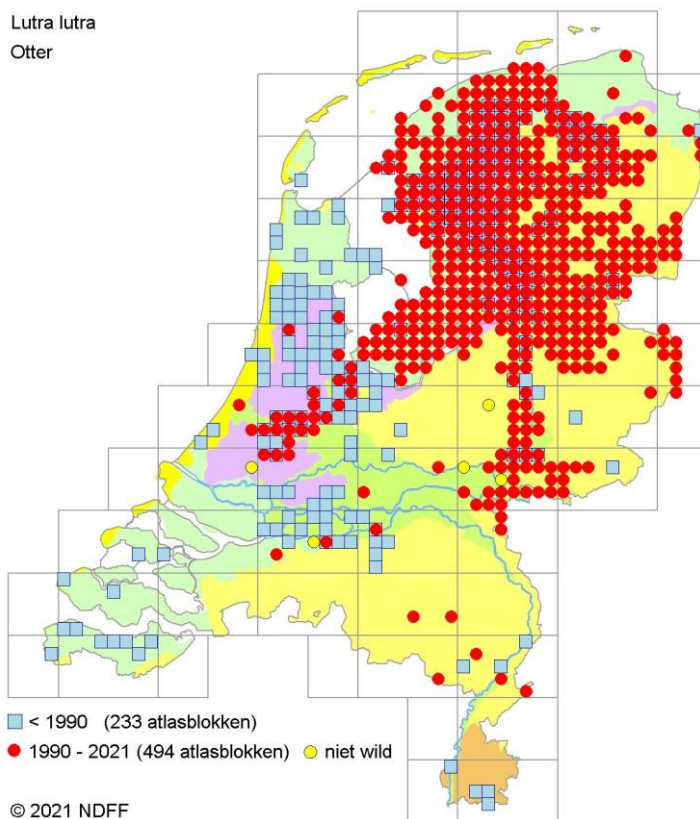 Lutra lutra
Otter
< 1990 (233 atlasblokken)
1990 - 2021 (494 atlasblokken) niet wild
© 2021 NDFF